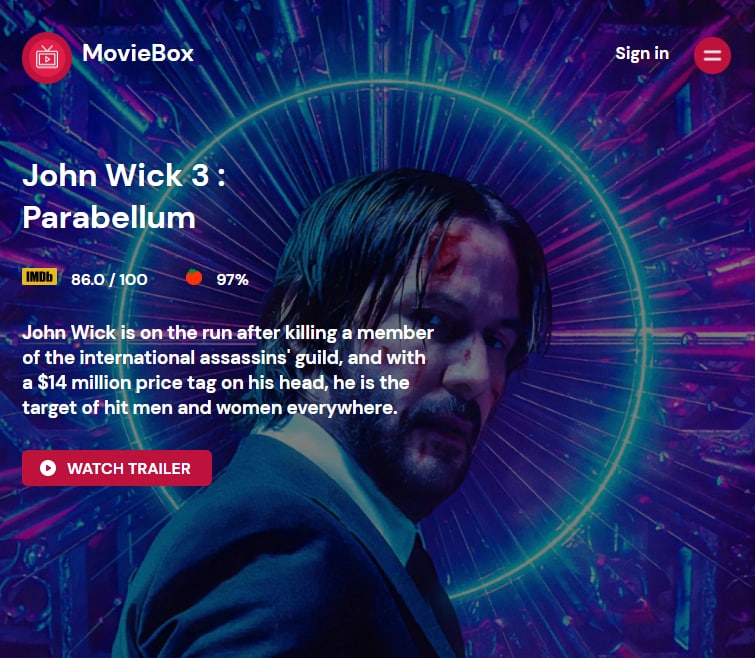 MovieBox
Sign in
John Wick 3 :
Parabellum
IMDb 86.0 / 100 97%
John Wick is on the run after killing a member
of the international assassins' guild, and with
a $14 million price tag on his head, he is the
target of hit men and women everywhere.
WATCH TRAILER